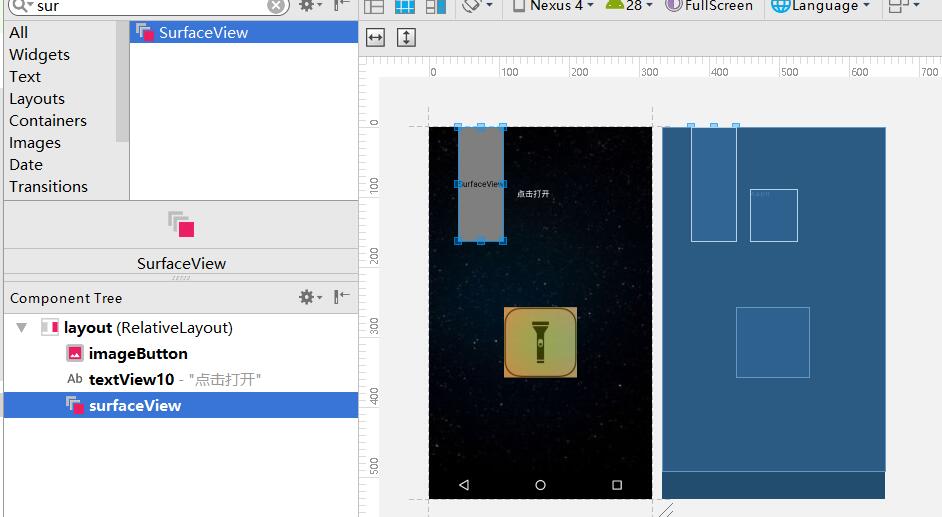 sur
All
Widgets
Text
Layouts
Containers
Images
Date
Transitions
SurfaceView
SurfaceView
Component Tree
layout (RelativeLayout)
imageButton
Ab textView10 - "点击打开"
surfaceView
Nexus 4
28
FullScreen
Language
0 100 200 300 400 500 600 700
0
100
200
300
400
500
SurfaceView
点击打开